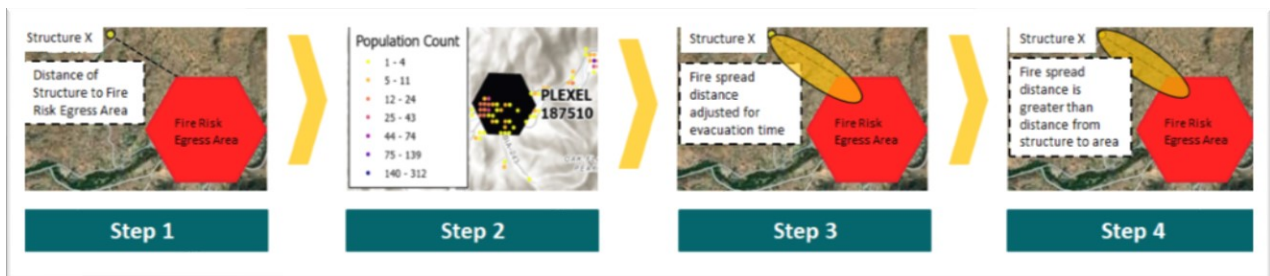 Structure X
Distance of
Structure to Fire
Risk Egress Area
Fire Risk
Egress Area
Step 1
Population Count
1 - 4
5 - 11
12 - 24
25 - 43
44 - 74
75 - 139
140 - 312
PLEXEL
187510
Step 2
Structure X
Fire spread
distance
adjusted for
evacuation time
Fire Risk
Egress Area
Step 3
Structure X
Fire spread
distance is
greater than
distance from
structure to area
Fire Risk
Egress Area
Step 4